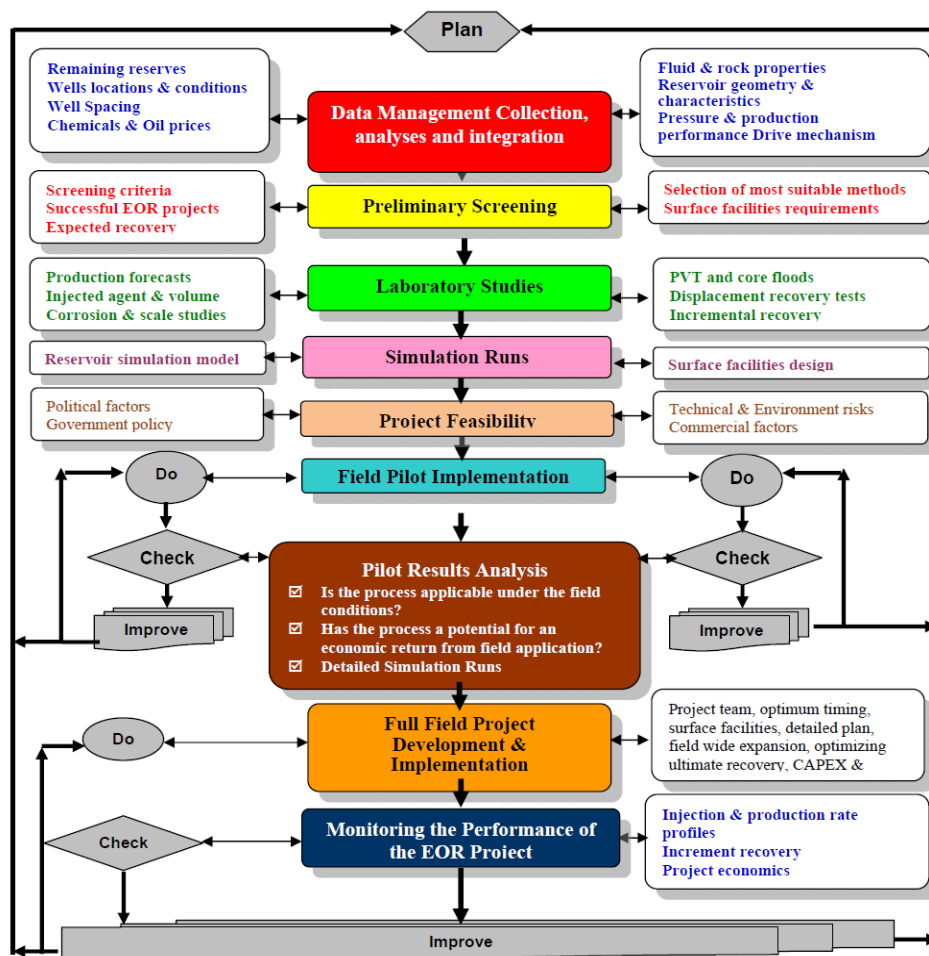 Plan
Remaining reserves
Wells locations & conditions
Well Spacing
Chemicals & Oil prices
Data Management Collection,
analyses and integration
Fluid & rock properties
Reservoir geometry &
characteristics
Pressure & production
performance Drive mechanism
Screening criteria
Successful EOR projects
Expected recovery
Preliminary Screening
Selection of most suitable methods
Surface facilities requirements
Production forecasts
Injected agent & volume
Corrosion & scale studies
Laboratory Studies
PVT and core floods
Displacement recovery tests
Incremental recovery
Reservoir simulation model
Simulation Runs
Surface facilities design
Political factors
Government policy
Project Feasibility
Technical & Environment risks
Commercial factors
Do
Field Pilot Implementation
Do
Check
Pilot Results Analysis
☑ Is the process applicable under the field
conditions?
☑ Has the process a potential for an
economic return from field application?
☑ Detailed Simulation Runs
Check
Improve
Improve
Do
Full Field Project
Development &
Implementation
Project team, optimum timing,
surface facilities, detailed plan,
field wide expansion, optimizing
ultimate recovery, CAPEX &
Check
Monitoring the Performance of
the EOR Project
Injection & production rate
profiles
Increment recovery
Project economics
Improve